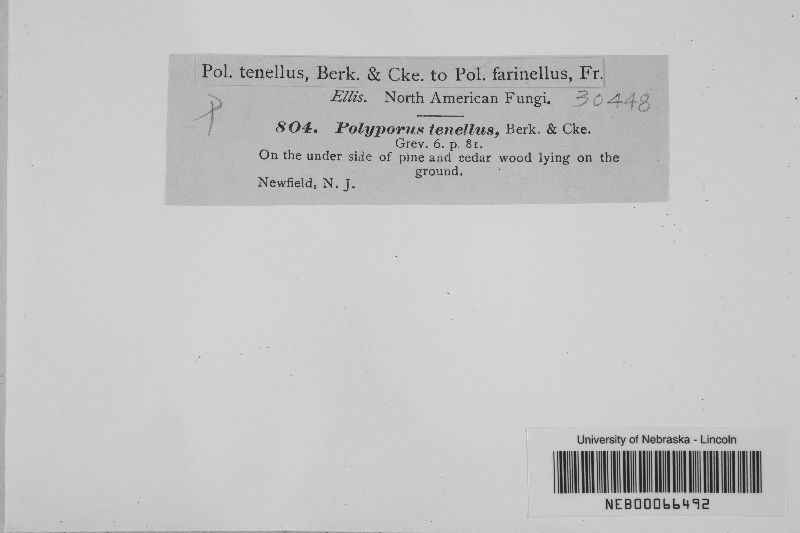 Pol. tenellus, Berk. & Cke. to Pol. farinellus, Fr.
Ellis. North American Fungi. 30448
P
804. Polyporus tenellus, Berk. & Cke.
Grev. 6. p. 81.
On the under side of pine and cedar wood lying on the
ground.
Newfield, N. J.
University of Nebraska - Lincoln
NEB00066492